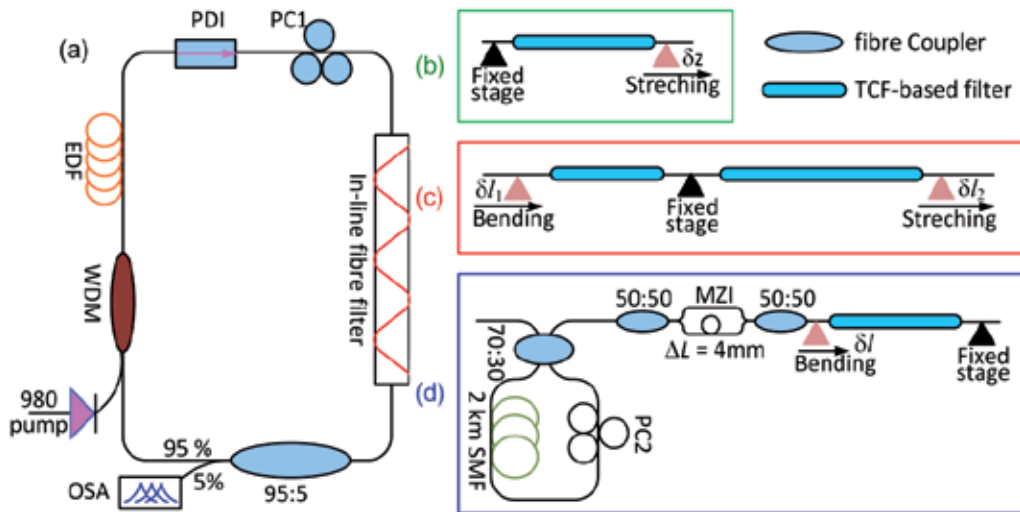 (a)
PDI
PC1
EDF
WDM
980
pump
95 %
5%
OSA
95:5
In-line fibre filter
(b)
Fixed
stage
δz
Streching
fibre Coupler
TCF-based filter
(c)
δl₁
Bending
Fixed
stage
δl₂
Streching
(d)
70:30
2 km SMF
PC2
50:50
MZI
50:50
ΔL = 4mm
δl
Bending
Fixed
stage